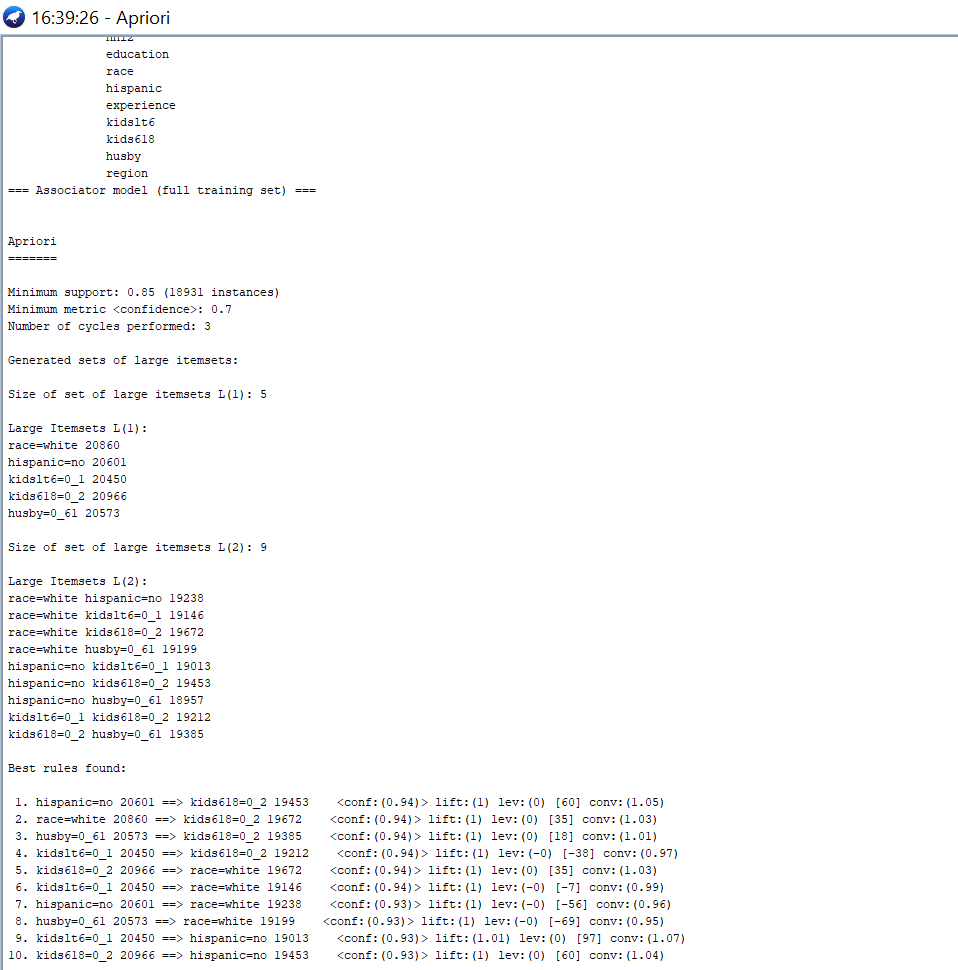 16:39:26 - Apriori
education
race
hispanic
experience
kidslt6
kids618
husby
region
=== Associator model (full training set) ===
Apriori
=======
Minimum support: 0.85 (18931 instances)
Minimum metric <confidence>: 0.7
Number of cycles performed: 3
Generated sets of large itemsets:
Size of set of large itemsets L(1): 5
Large Itemsets L(1):
race=white 20860
hispanic=no 20601
kidslt6=0_1 20450
kids618=0_2 20966
husby=0_61 20573
Size of set of large itemsets L(2): 9
Large Itemsets L(2):
race=white hispanic=no 19238
race=white kidslt6=0_1 19146
race=white kids618=0_2 19672
race=white husby=0_61 19199
hispanic=no kidslt6=0_1 19013
hispanic=no kids618=0_2 19453
hispanic=no husby=0_61 18957
kidslt6=0_1 kids618=0_2 19212
kids618=0_2 husby=0_61 19385
Best rules found:
1. hispanic=no 20601 ==> kids618=0_2 19453 <conf:(0.94)> lift:(1) lev:(0) [60] conv:(1.05)
2. race=white 20860 ==> kids618=0_2 19672 <conf:(0.94)> lift:(1) lev:(0) [35] conv:(1.03)
3. husby=0_61 20573 ==> kids618=0_2 19385 <conf:(0.94)> lift:(1) lev:(0) [18] conv:(1.01)
4. kidslt6=0_1 20450 ==> kids618=0_2 19212 <conf:(0.94)> lift:(1) lev:(-0) [-38] conv:(0.97)
5. kids618=0_2 20966 ==> race=white 19672 <conf:(0.94)> lift:(1) lev:(0) [35] conv:(1.03)
6. kidslt6=0_1 20450 ==> race=white 19146 <conf:(0.94)> lift:(1) lev:(-0) [-7] conv:(0.99)
7. hispanic=no 20601 ==> race=white 19238 <conf:(0.93)> lift:(1) lev:(-0) [-56] conv:(0.96)
8. husby=0_61 20573 ==> race=white 19199 <conf:(0.93)> lift:(1) lev:(-0) [-69] conv:(0.95)
9. kidslt6=0_1 20450 ==> hispanic=no 19013 <conf:(0.93)> lift:(1.01) lev:(0) [97] conv:(1.07)
10. kids618=0_2 20966 ==> hispanic=no 19453 <conf:(0.93)> lift:(1) lev:(0) [60] conv:(1.04)